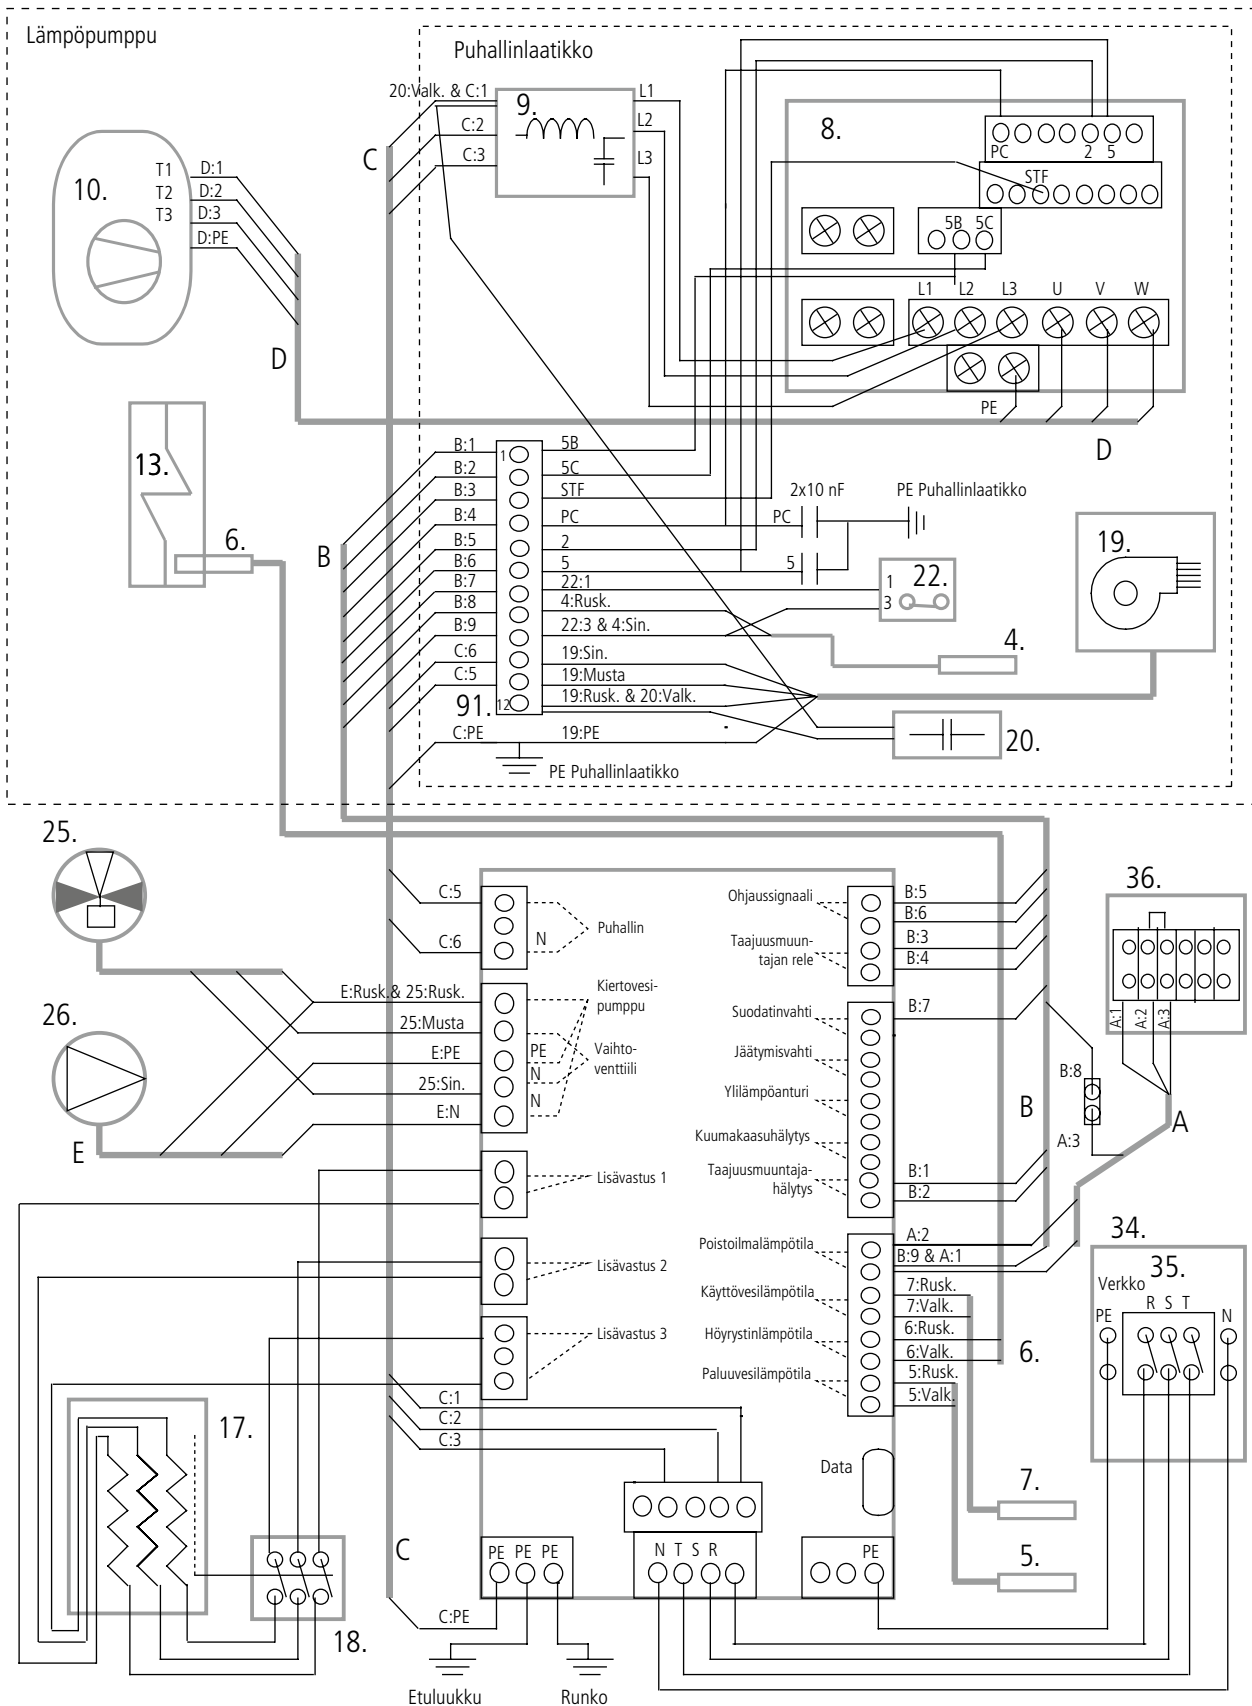 Lämpöpumppu
Puhallinlaatikko
20:Valk. & C:1
C:2
C:3
9.
L1
L2
L3
C
10.
T1
T2
T3
D:1
D:2
D:3
D:PE
D
8.
PC
2
5
STF
5B
5C
L1
L2
L3
U
V
W
PE
D
13.
6.
B
B:1
B:2
B:3
B:4
B:5
B:6
B:7
B:8
B:9
C:6
C:5
C:PE
1
12
91.
5B
5C
STF
PC
2
5
22:1
4:Rusk.
22:3 & 4:Sin.
19:Sin.
19:Musta
19:Rusk. & 20:Valk.
19:PE
PE Puhallinlaatikko
2x10 nF
PC
5
PE Puhallinlaatikko
1
3
22.
19.
4.
20.
25.
26.
E
C:5
C:6
N
Puhallin
E:Rusk.& 25:Rusk.
25:Musta
E:PE
25:Sin.
E:N
PE
N
N
Kiertovesi-
pumppu
Vaihto-
venttiili
Lisävastus 1
Lisävastus 2
Lisävastus 3
C:1
C:2
C:3
Ohjaussignaali
Taajuusmuun-
tajan rele
Suodatinvahti
Jäätymisvahti
Ylilämpöanturi
Kuumakaasuhälytys
Taajuusmuuntaja-
hälytys
Poistoilmalämpötila
Käyttövesilämpötila
Höyrystinlämpötila
Paluuvesilämpötila
B:5
B:6
B:3
B:4
B:7
B:1
B:2
A:2
B:9 & A:1
7:Rusk.
7:Valk.
6:Rusk.
6:Valk.
5:Rusk.
5:Valk.
6.
B
36.
A:1
A:2
A:3
B:8
A:3
A
34.
35.
Verkko
R S T
PE
N
17.
18.
C
Data
PE PE PE
N T S R
PE
C:PE
Etuluukku
Runko
7.
5.